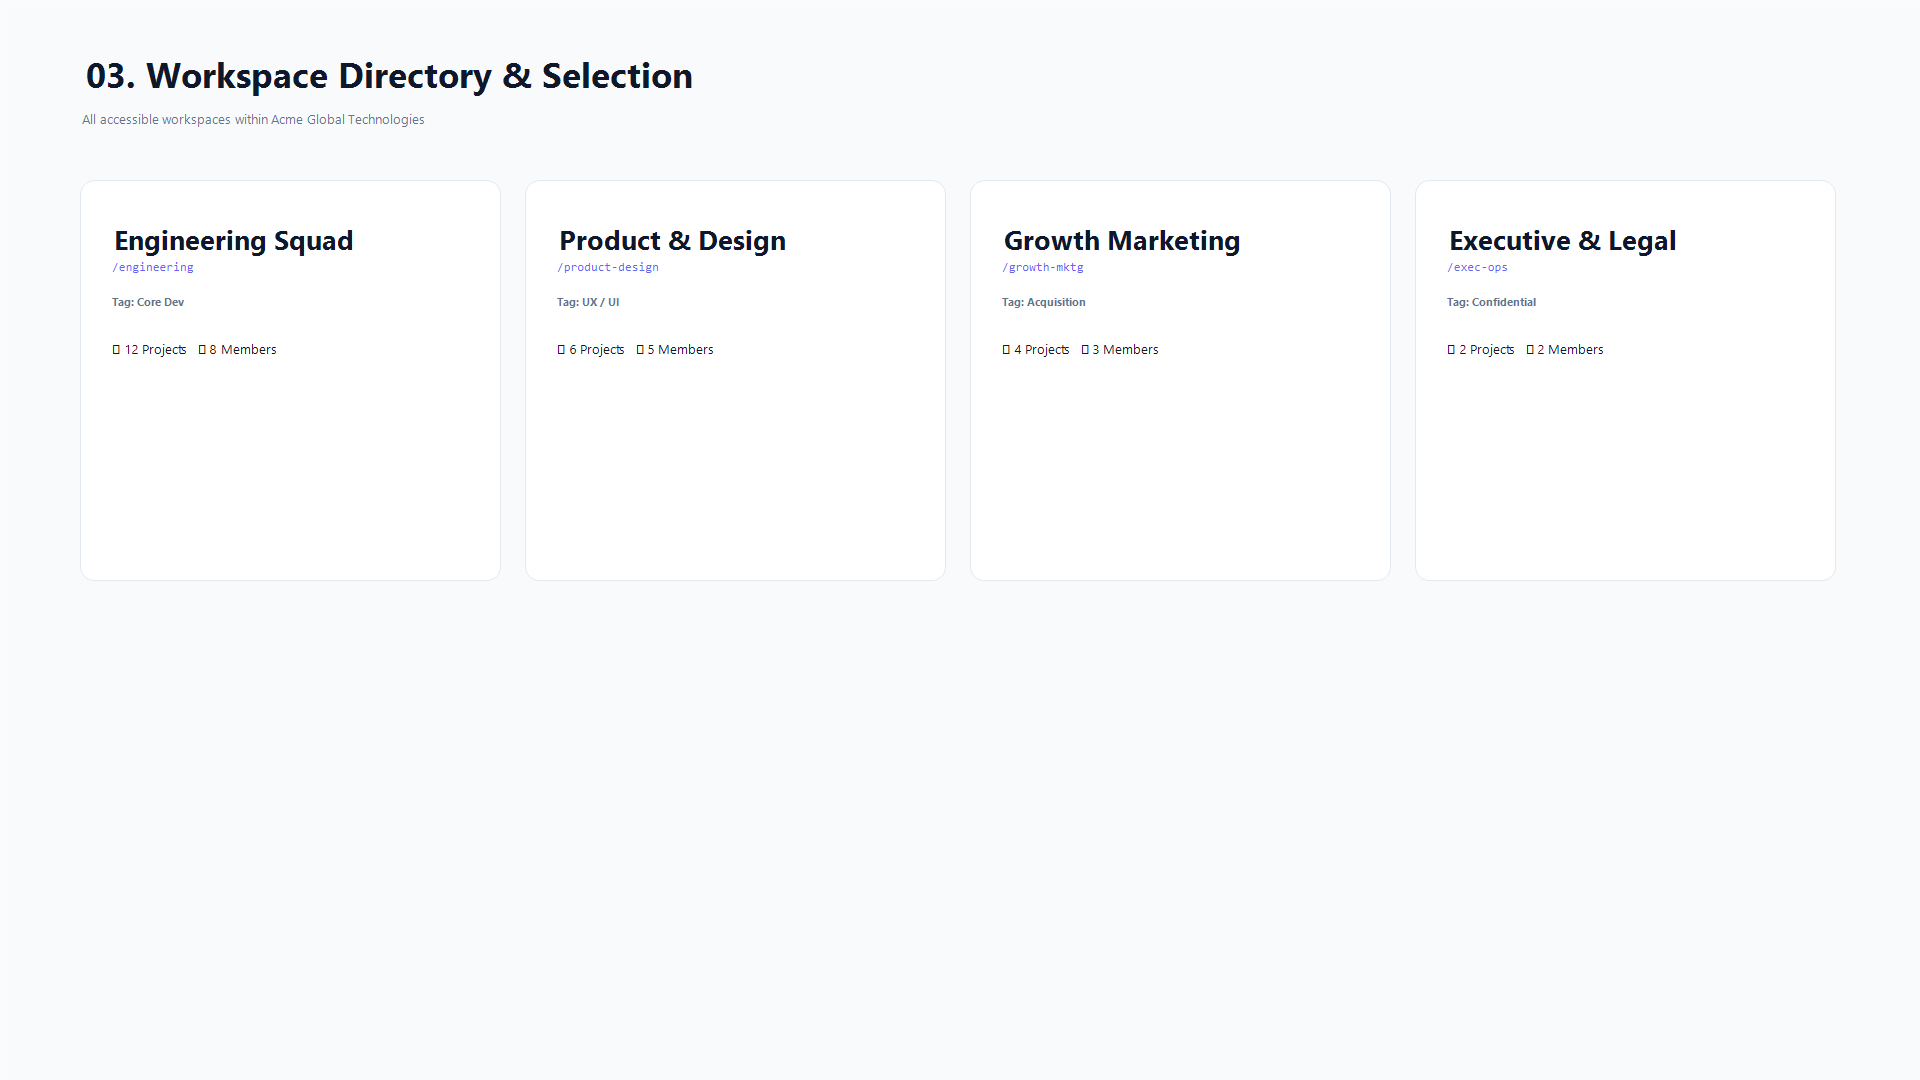 03. Workspace Directory & Selection
All accessible workspaces within Acme Global Technologies
Engineering Squad
/engineering
Tag: Core Dev
12 Projects 8 Members
Product & Design
/product-design
Tag: UX / UI
6 Projects 5 Members
Growth Marketing
/growth-mktg
Tag: Acquisition
4 Projects 3 Members
Executive & Legal
/exec-ops
Tag: Confidential
2 Projects 2 Members